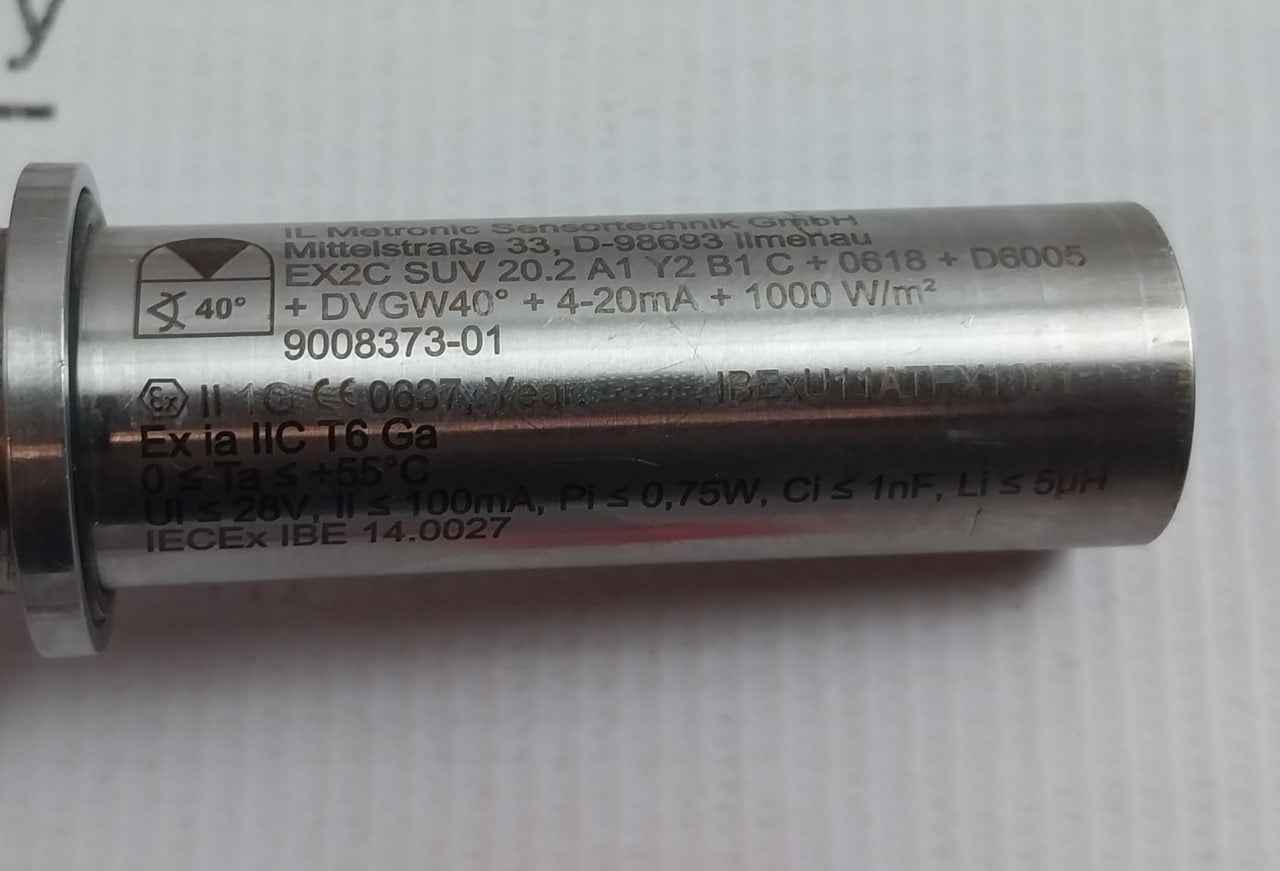 y
IL Metronic Sensortechnik GmbH
Mittelstraße 33, D-98693 Ilmenau
EX2C SUV 20.2 A1 Y2 B1 C + 0618 + D6005
+ DVGW40° + 4-20mA + 1000 W/m²
40°
9008373-01
Ex II 1G CE 0637, Year:
Ex ia IIC T6 Ga
0 ≤ Ta ≤ +55°C
Ui ≤ 28V, Ii ≤ 100mA, Pi ≤ 0,75W, Ci ≤ 1nF, Li ≤ 5µH
IECEx IBE 14.0027